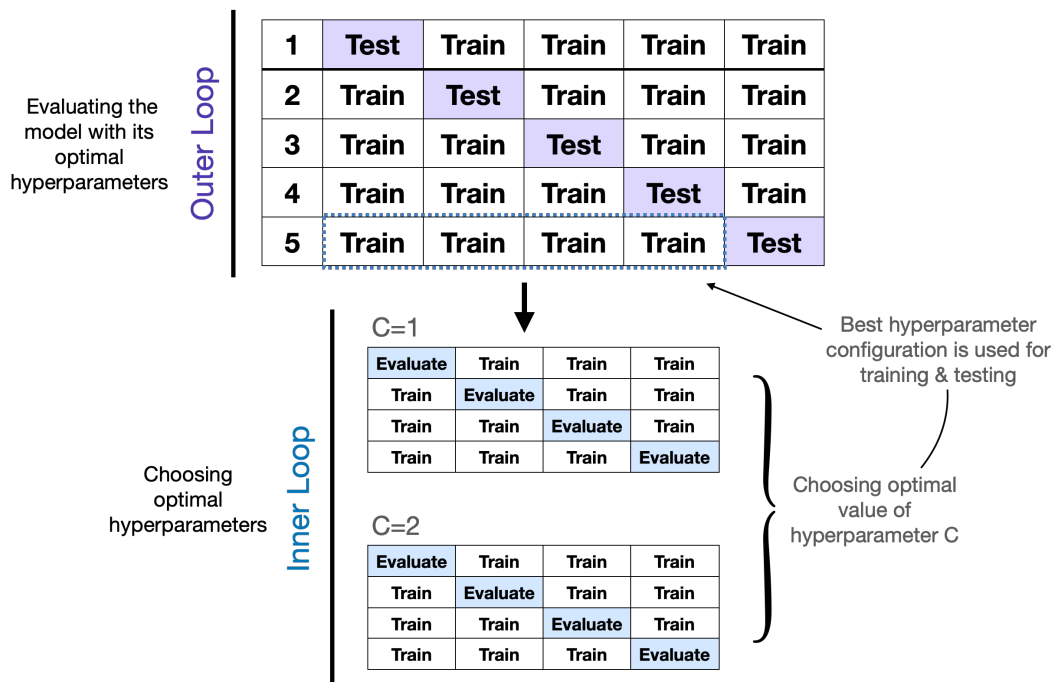 1 Test Train Train Train Train
2 Train Test Train Train Train
3 Train Train Test Train Train
4 Train Train Train Test Train
5 Train Train Train Train Test
Evaluating the
model with its
optimal
hyperparameters
Outer Loop
C=1
Evaluate Train Train Train
Train Evaluate Train Train
Train Train Evaluate Train
Train Train Train Evaluate
Best hyperparameter
configuration is used for
training & testing
Choosing
optimal
hyperparameters
Inner Loop
Choosing optimal
value of
hyperparameter C
C=2
Evaluate Train Train Train
Train Evaluate Train Train
Train Train Evaluate Train
Train Train Train Evaluate